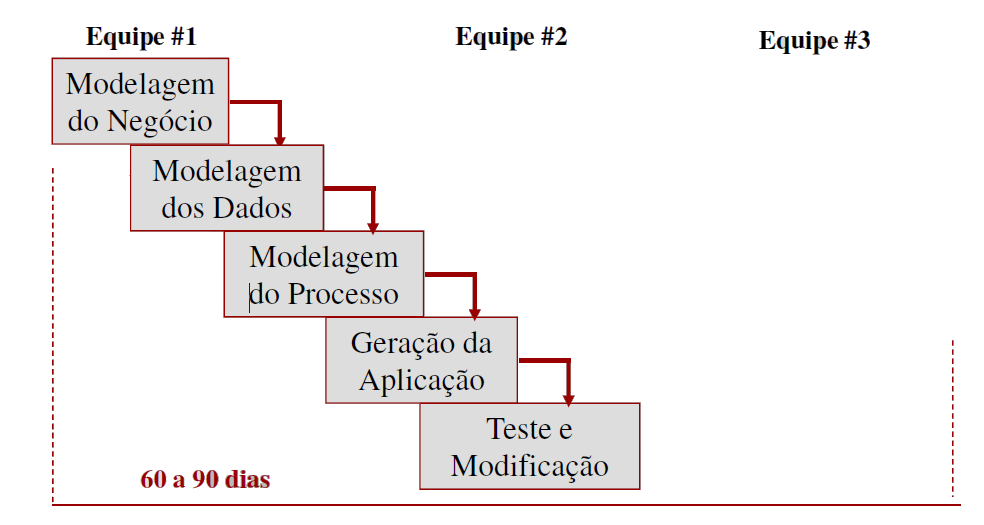 Equipe #1
Equipe #2
Equipe #3
Modelagem
do Negócio
Modelagem
dos Dados
Modelagem
do Processo
Geração da
Aplicação
Teste e
Modificação
60 a 90 dias